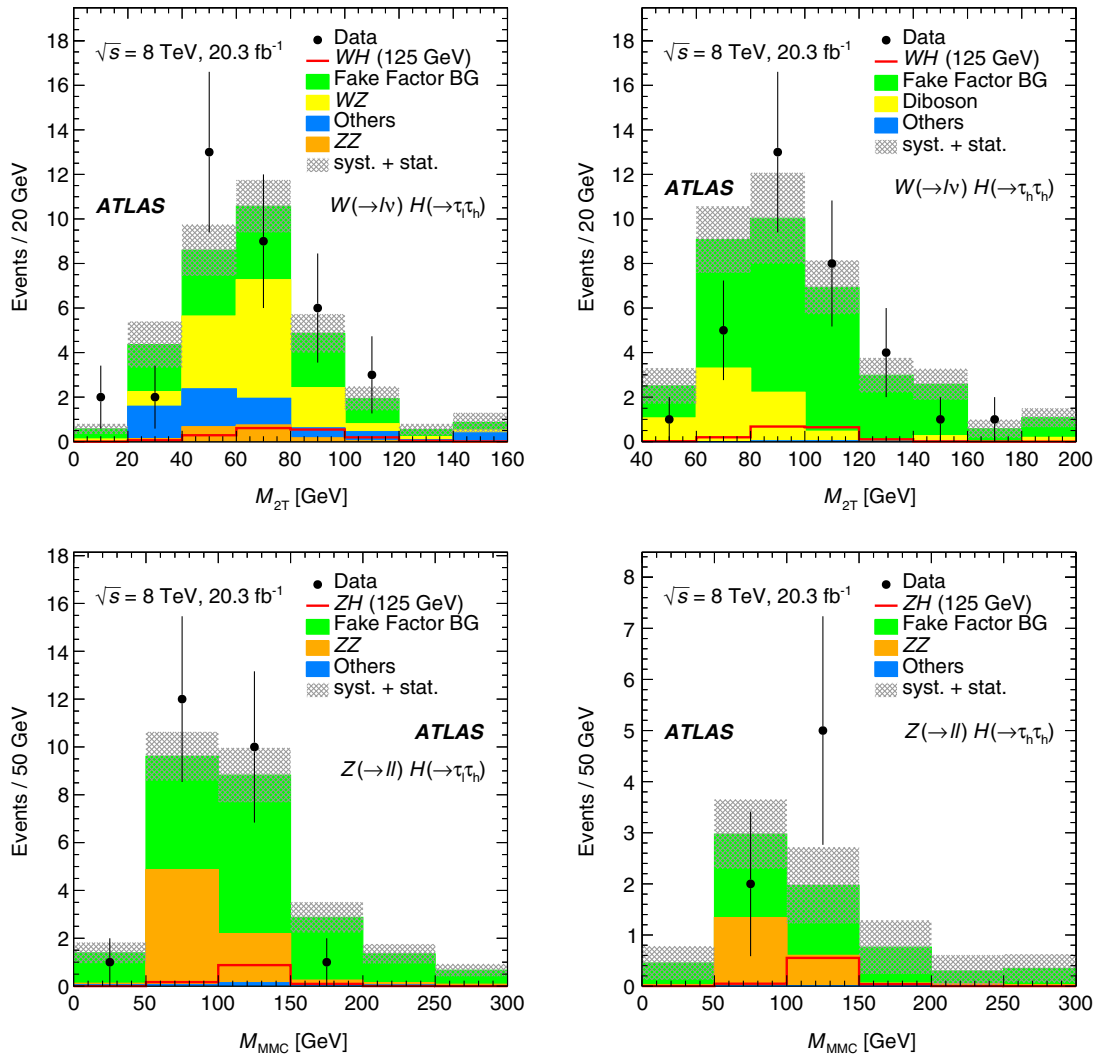 √s = 8 TeV, 20.3 fb⁻¹
Data
WH (125 GeV)
Fake Factor BG
WZ
Others
ZZ
syst. + stat.
ATLAS
W(→lν) H(→τₗτₕ)
Events / 20 GeV
0 2 4 6 8 10 12 14 16 18
0 20 40 60 80 100 120 140 160
M₂T [GeV]
√s = 8 TeV, 20.3 fb⁻¹
Data
WH (125 GeV)
Fake Factor BG
Diboson
Others
syst. + stat.
ATLAS
W(→lν) H(→τₕτₕ)
Events / 20 GeV
0 2 4 6 8 10 12 14 16 18
40 60 80 100 120 140 160 180 200
M₂T [GeV]
√s = 8 TeV, 20.3 fb⁻¹
Data
ZH (125 GeV)
Fake Factor BG
ZZ
Others
syst. + stat.
ATLAS
Z(→ll) H(→τₗτₕ)
Events / 50 GeV
0 2 4 6 8 10 12 14 16 18
0 50 100 150 200 250 300
MMMC [GeV]
√s = 8 TeV, 20.3 fb⁻¹
Data
ZH (125 GeV)
Fake Factor BG
ZZ
Others
syst. + stat.
ATLAS
Z(→ll) H(→τₕτₕ)
Events / 50 GeV
0 1 2 3 4 5 6 7 8
0 50 100 150 200 250 300
MMMC [GeV]